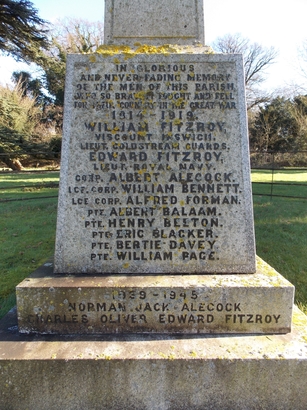 IN GLORIOUS
AND NEVER-FADING MEMORY
OF THE MEN OF THIS PARISH,
WHO SO BRAVELY FOUGHT AND FELL
FOR THEIR COUNTRY IN THE GREAT WAR
1914-1919.
WILLIAM FITZROY,
VISCOUNT IPSWICH,
LIEUT. COLDSTREAM GUARDS.
EDWARD FITZROY,
LIEUT. ROYAL NAVY.
CORP. ALBERT ALECOCK.
LCE. CORP. WILLIAM BENNETT.
LCE CORP. ALFRED FORMAN.
PTE. ALBERT BALAAM.
PTE. HENRY BEETON.
PTE. ERIC BLACKER.
PTE. BERTIE DAVEY.
PTE. WILLIAM PAGE.
1939-1945
NORMAN JACK ALECOCK
CHARLES OLIVER EDWARD FITZROY